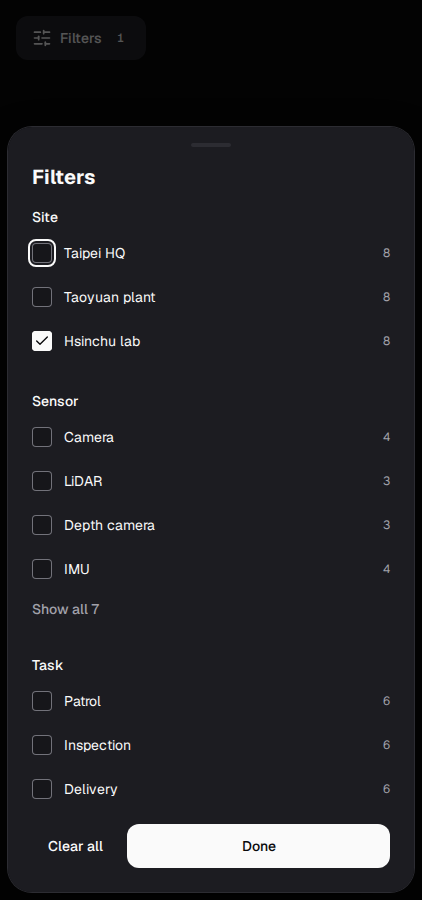 Filters 1
Filters
Site
Taipei HQ 8
Taoyuan plant 8
Hsinchu lab 8
Sensor
Camera 4
LiDAR 3
Depth camera 3
IMU 4
Show all 7
Task
Patrol 6
Inspection 6
Delivery 6
Clear all Done